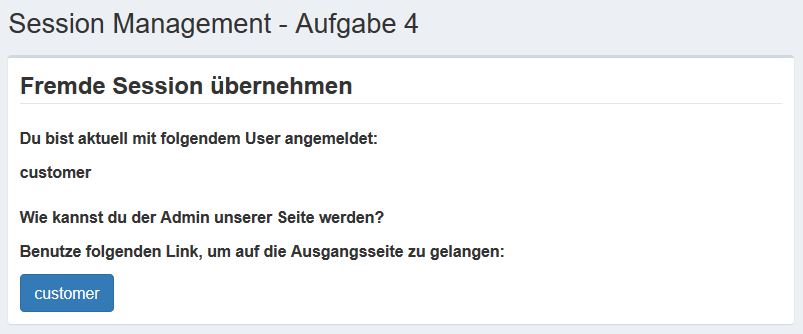 Session Management - Aufgabe 4
Fremde Session übernehmen
Du bist aktuell mit folgendem User angemeldet:
customer
Wie kannst du der Admin unserer Seite werden?
Benutze folgenden Link, um auf die Ausgangsseite zu gelangen:
customer